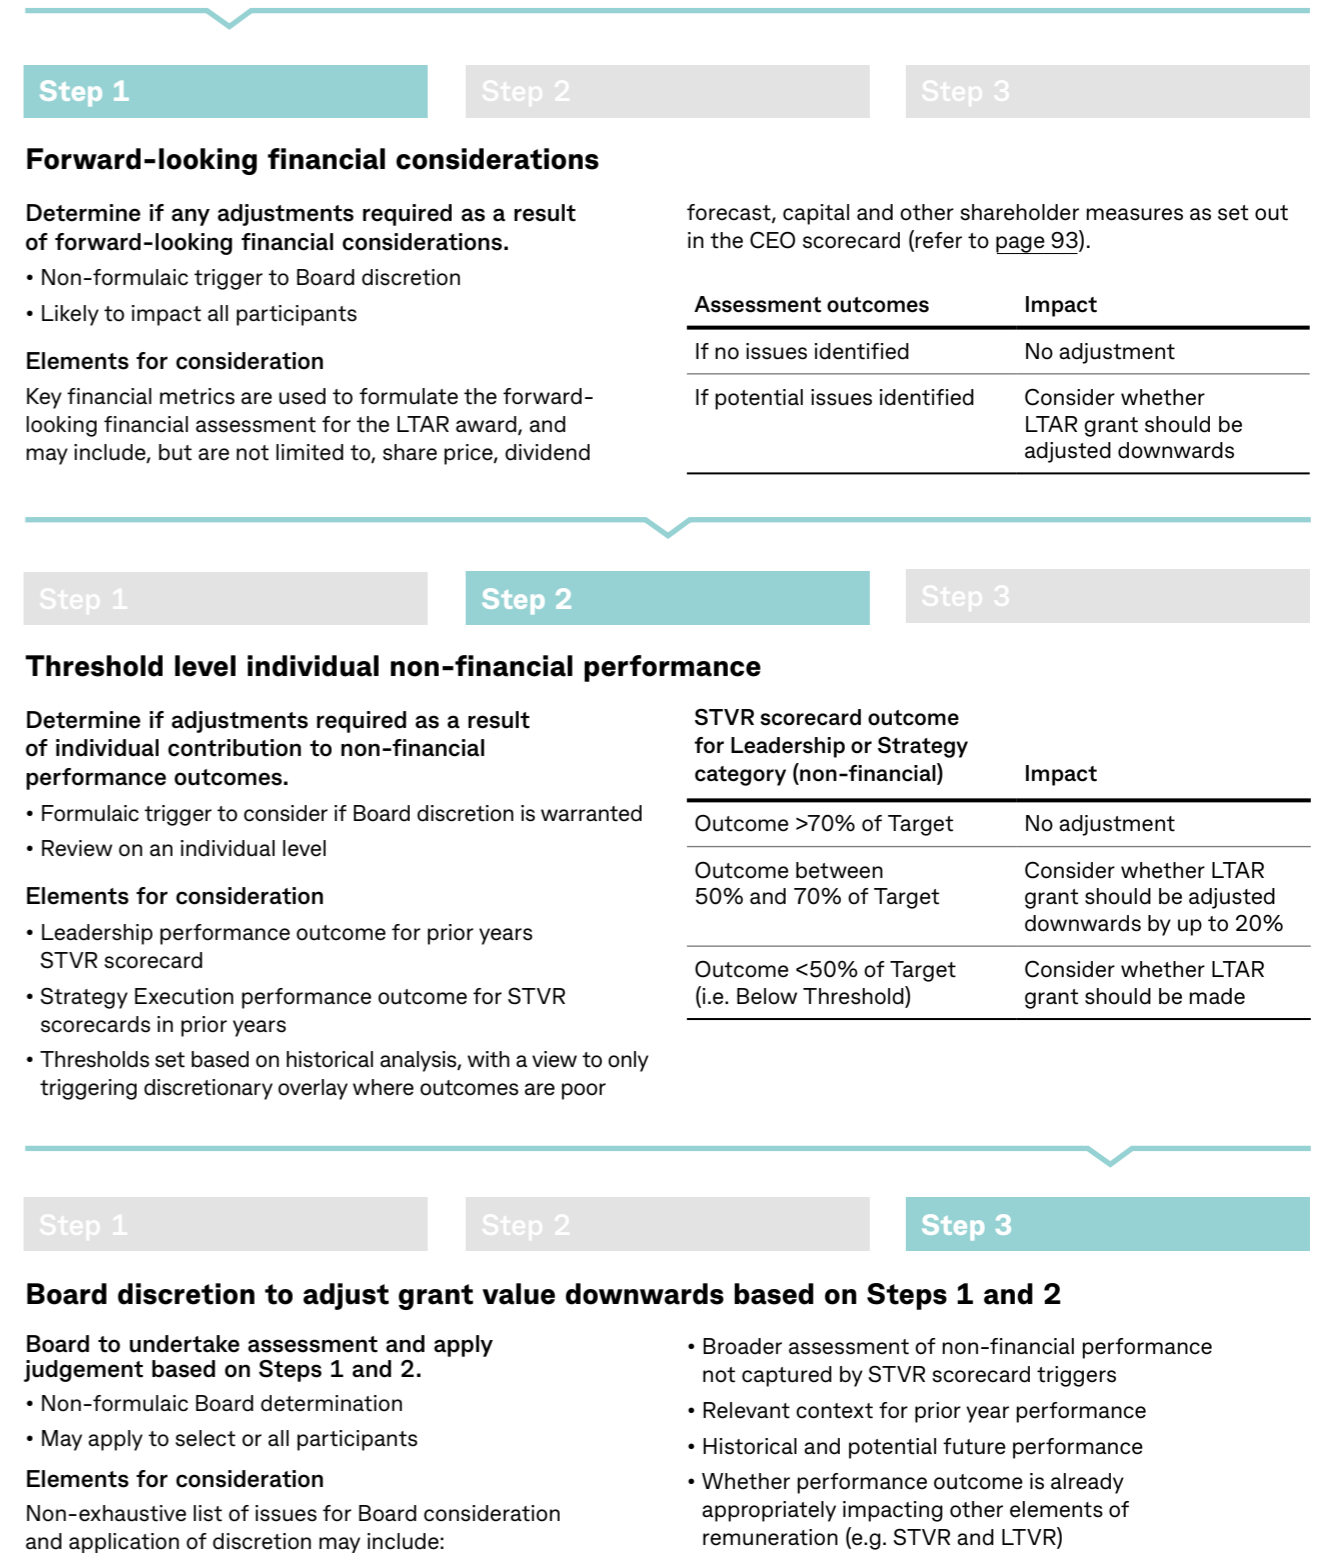 Step 1
Step 2
Step 3
Forward-looking financial considerations
Determine if any adjustments required as a result
of forward-looking financial considerations.
• Non-formulaic trigger to Board discretion
• Likely to impact all participants
Elements for consideration
Key financial metrics are used to formulate the forward-
looking financial assessment for the LTAR award, and
may include, but are not limited to, share price, dividend
forecast, capital and other shareholder measures as set out
in the CEO scorecard (refer to page 93).
Assessment outcomes Impact
If no issues identified No adjustment
If potential issues identified Consider whether
LTAR grant should be
adjusted downwards
Step 1
Step 2
Step 3
Threshold level individual non-financial performance
Determine if adjustments required as a result
of individual contribution to non-financial
performance outcomes.
• Formulaic trigger to consider if Board discretion is warranted
• Review on an individual level
Elements for consideration
• Leadership performance outcome for prior years
STVR scorecard
• Strategy Execution performance outcome for STVR
scorecards in prior years
• Thresholds set based on historical analysis, with a view to only
triggering discretionary overlay where outcomes are poor
STVR scorecard outcome
for Leadership or Strategy
category (non-financial) Impact
Outcome >70% of Target No adjustment
Outcome between Consider whether LTAR
50% and 70% of Target grant should be adjusted
downwards by up to 20%
Outcome <50% of Target Consider whether LTAR
(i.e. Below Threshold) grant should be made
Step 1
Step 2
Step 3
Board discretion to adjust grant value downwards based on Steps 1 and 2
Board to undertake assessment and apply
judgement based on Steps 1 and 2.
• Non-formulaic Board determination
• May apply to select or all participants
Elements for consideration
Non-exhaustive list of issues for Board consideration
and application of discretion may include:
• Broader assessment of non-financial performance
not captured by STVR scorecard triggers
• Relevant context for prior year performance
• Historical and potential future performance
• Whether performance outcome is already
appropriately impacting other elements of
remuneration (e.g. STVR and LTVR)